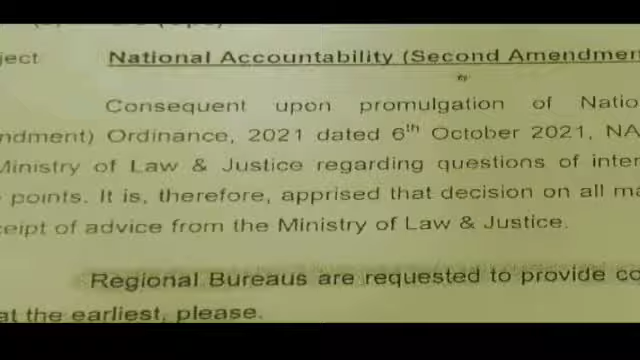 ject National Accountability (Second Amendmen
Consequent upon promulgation of Natio
ndment) Ordinance, 2021 dated 6th October 2021, NA
Ministry of Law & Justice regarding questions of inter
points. It is, therefore, apprised that decision on all ma
ceipt of advice from the Ministry of Law & Justice.
Regional Bureaus are requested to provide co
at the earliest, please.